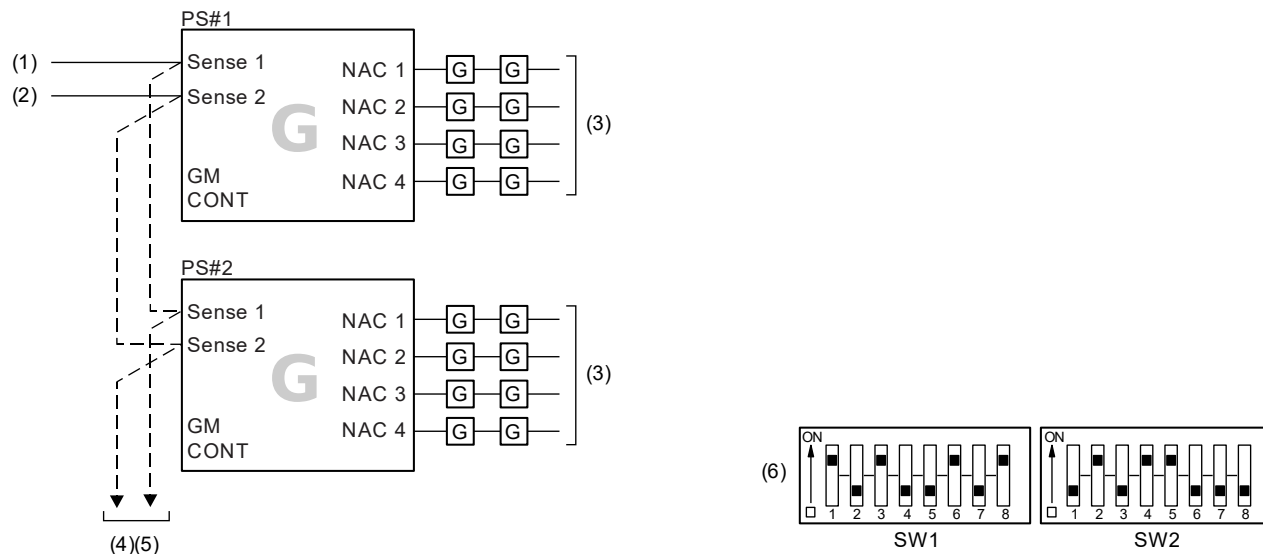 PS#1
(1) Sense 1 NAC 1 G G
(2) Sense 2 NAC 2 G G
G NAC 3 G G (3)
GM NAC 4 G G
CONT
PS#2
Sense 1 NAC 1 G G
Sense 2 NAC 2 G G
G NAC 3 G G (3)
GM NAC 4 G G
CONT
(4)(5)
(6) ON 1 2 3 4 5 6 7 8 SW1
ON 1 2 3 4 5 6 7 8 SW2